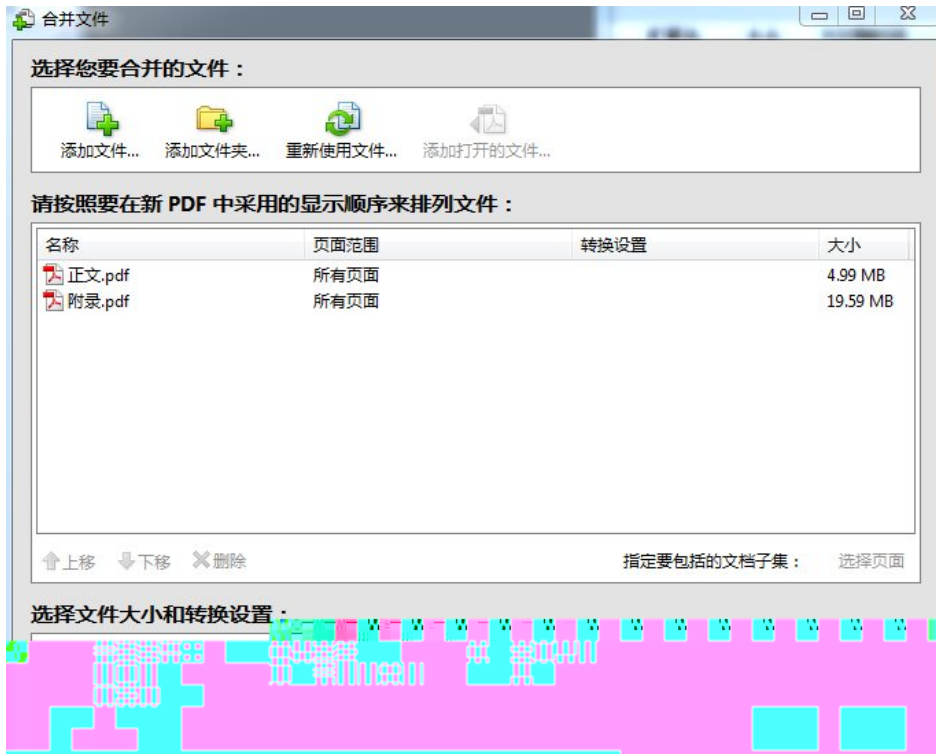 合并文件
选择您要合并的文件：
添加文件... 添加文件夹... 重新使用文件... 添加打开的文件...
请按照要在新 PDF 中采用的显示顺序来排列文件：
名称 页面范围 转换设置 大小
正文.pdf 所有页面 4.99 MB
附录.pdf 所有页面 19.59 MB
上移 下移 删除 指定要包括的文档子集： 选择页面
选择文件大小和转换设置：